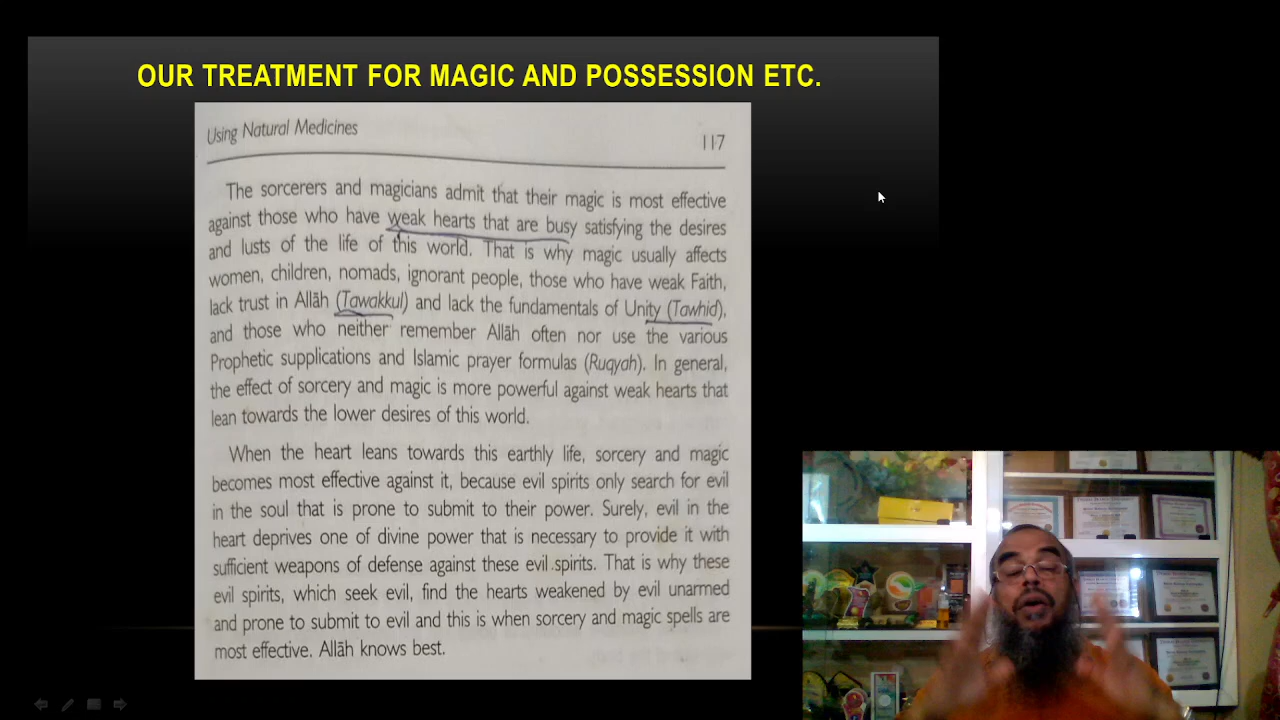 OUR TREATMENT FOR MAGIC AND POSSESSION ETC.
Using Natural Medicines
117
The sorcerers and magicians admit that their magic is most effective
against those who have weak hearts that are busy satisfying the desires
and lusts of the life of this world. That is why magic usually affects
women, children, nomads, ignorant people, those who have weak Faith,
lack trust in Allāh (Tawakkul) and lack the fundamentals of Unity (Tawhid),
and those who neither remember Allāh often nor use the various
Prophetic supplications and Islamic prayer formulas (Ruqyah). In general,
the effect of sorcery and magic is more powerful against weak hearts that
lean towards the lower desires of this world.
When the heart leans towards this earthly life, sorcery and magic
becomes most effective against it, because evil spirits only search for evil
in the soul that is prone to submit to their power. Surely, evil in the
heart deprives one of divine power that is necessary to provide it with
sufficient weapons of defense against these evil spirits. That is why these
evil spirits, which seek evil, find the hearts weakened by evil unarmed
and prone to submit to evil and this is when sorcery and magic spells are
most effective. Allāh knows best.